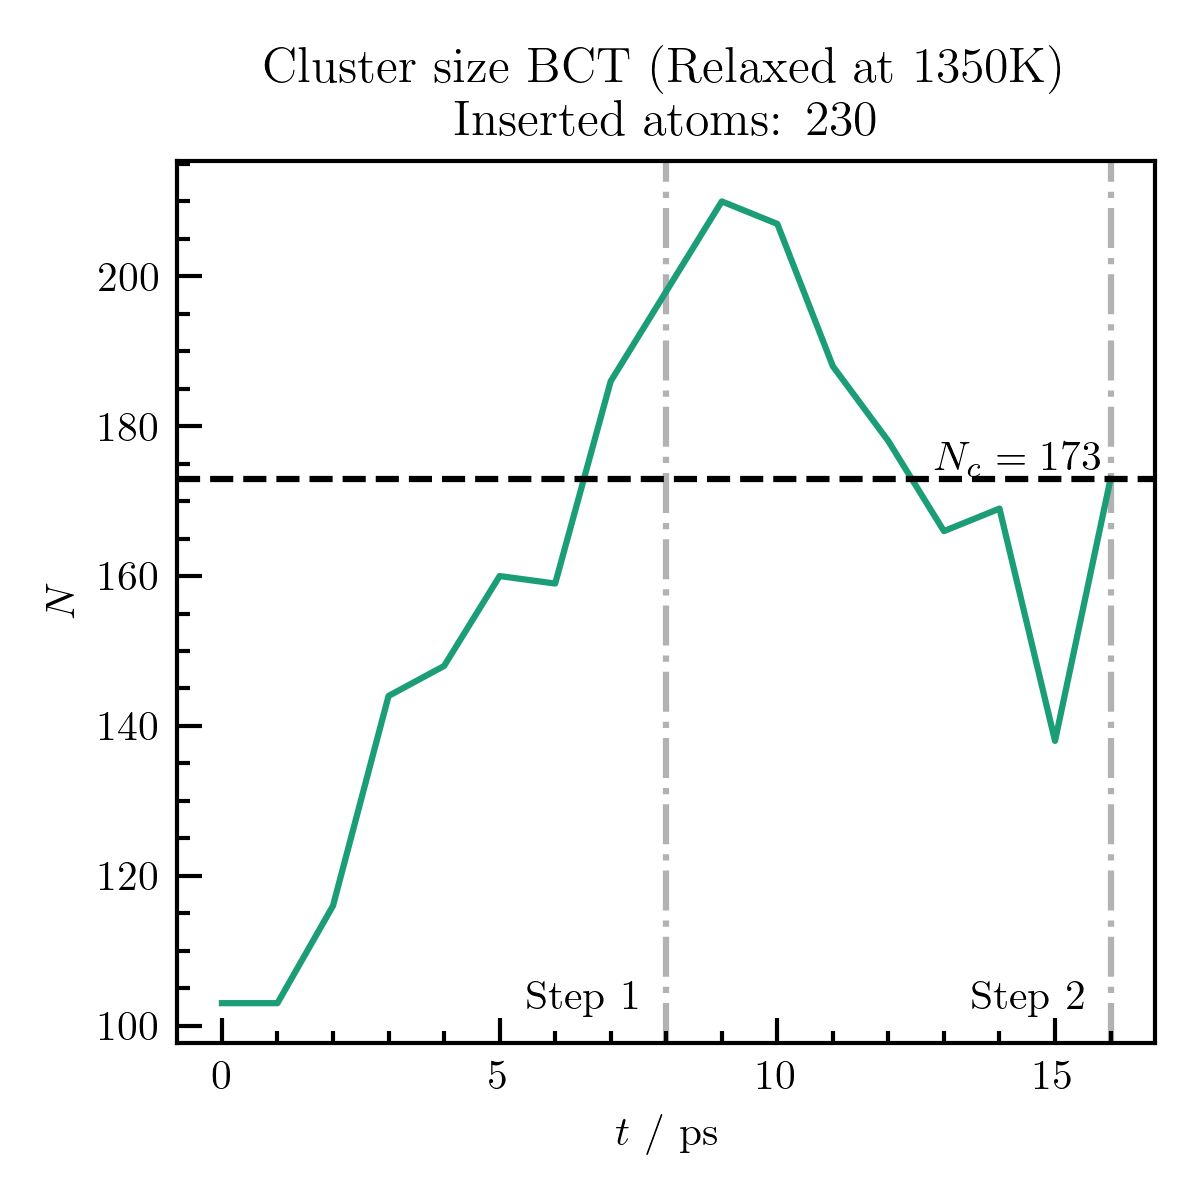 Cluster size BCT (Relaxed at 1350K)
Inserted atoms: 230
200
180
160
140
120
100
N
N_c = 173
Step 1
Step 2
0
5
10
15
t / ps